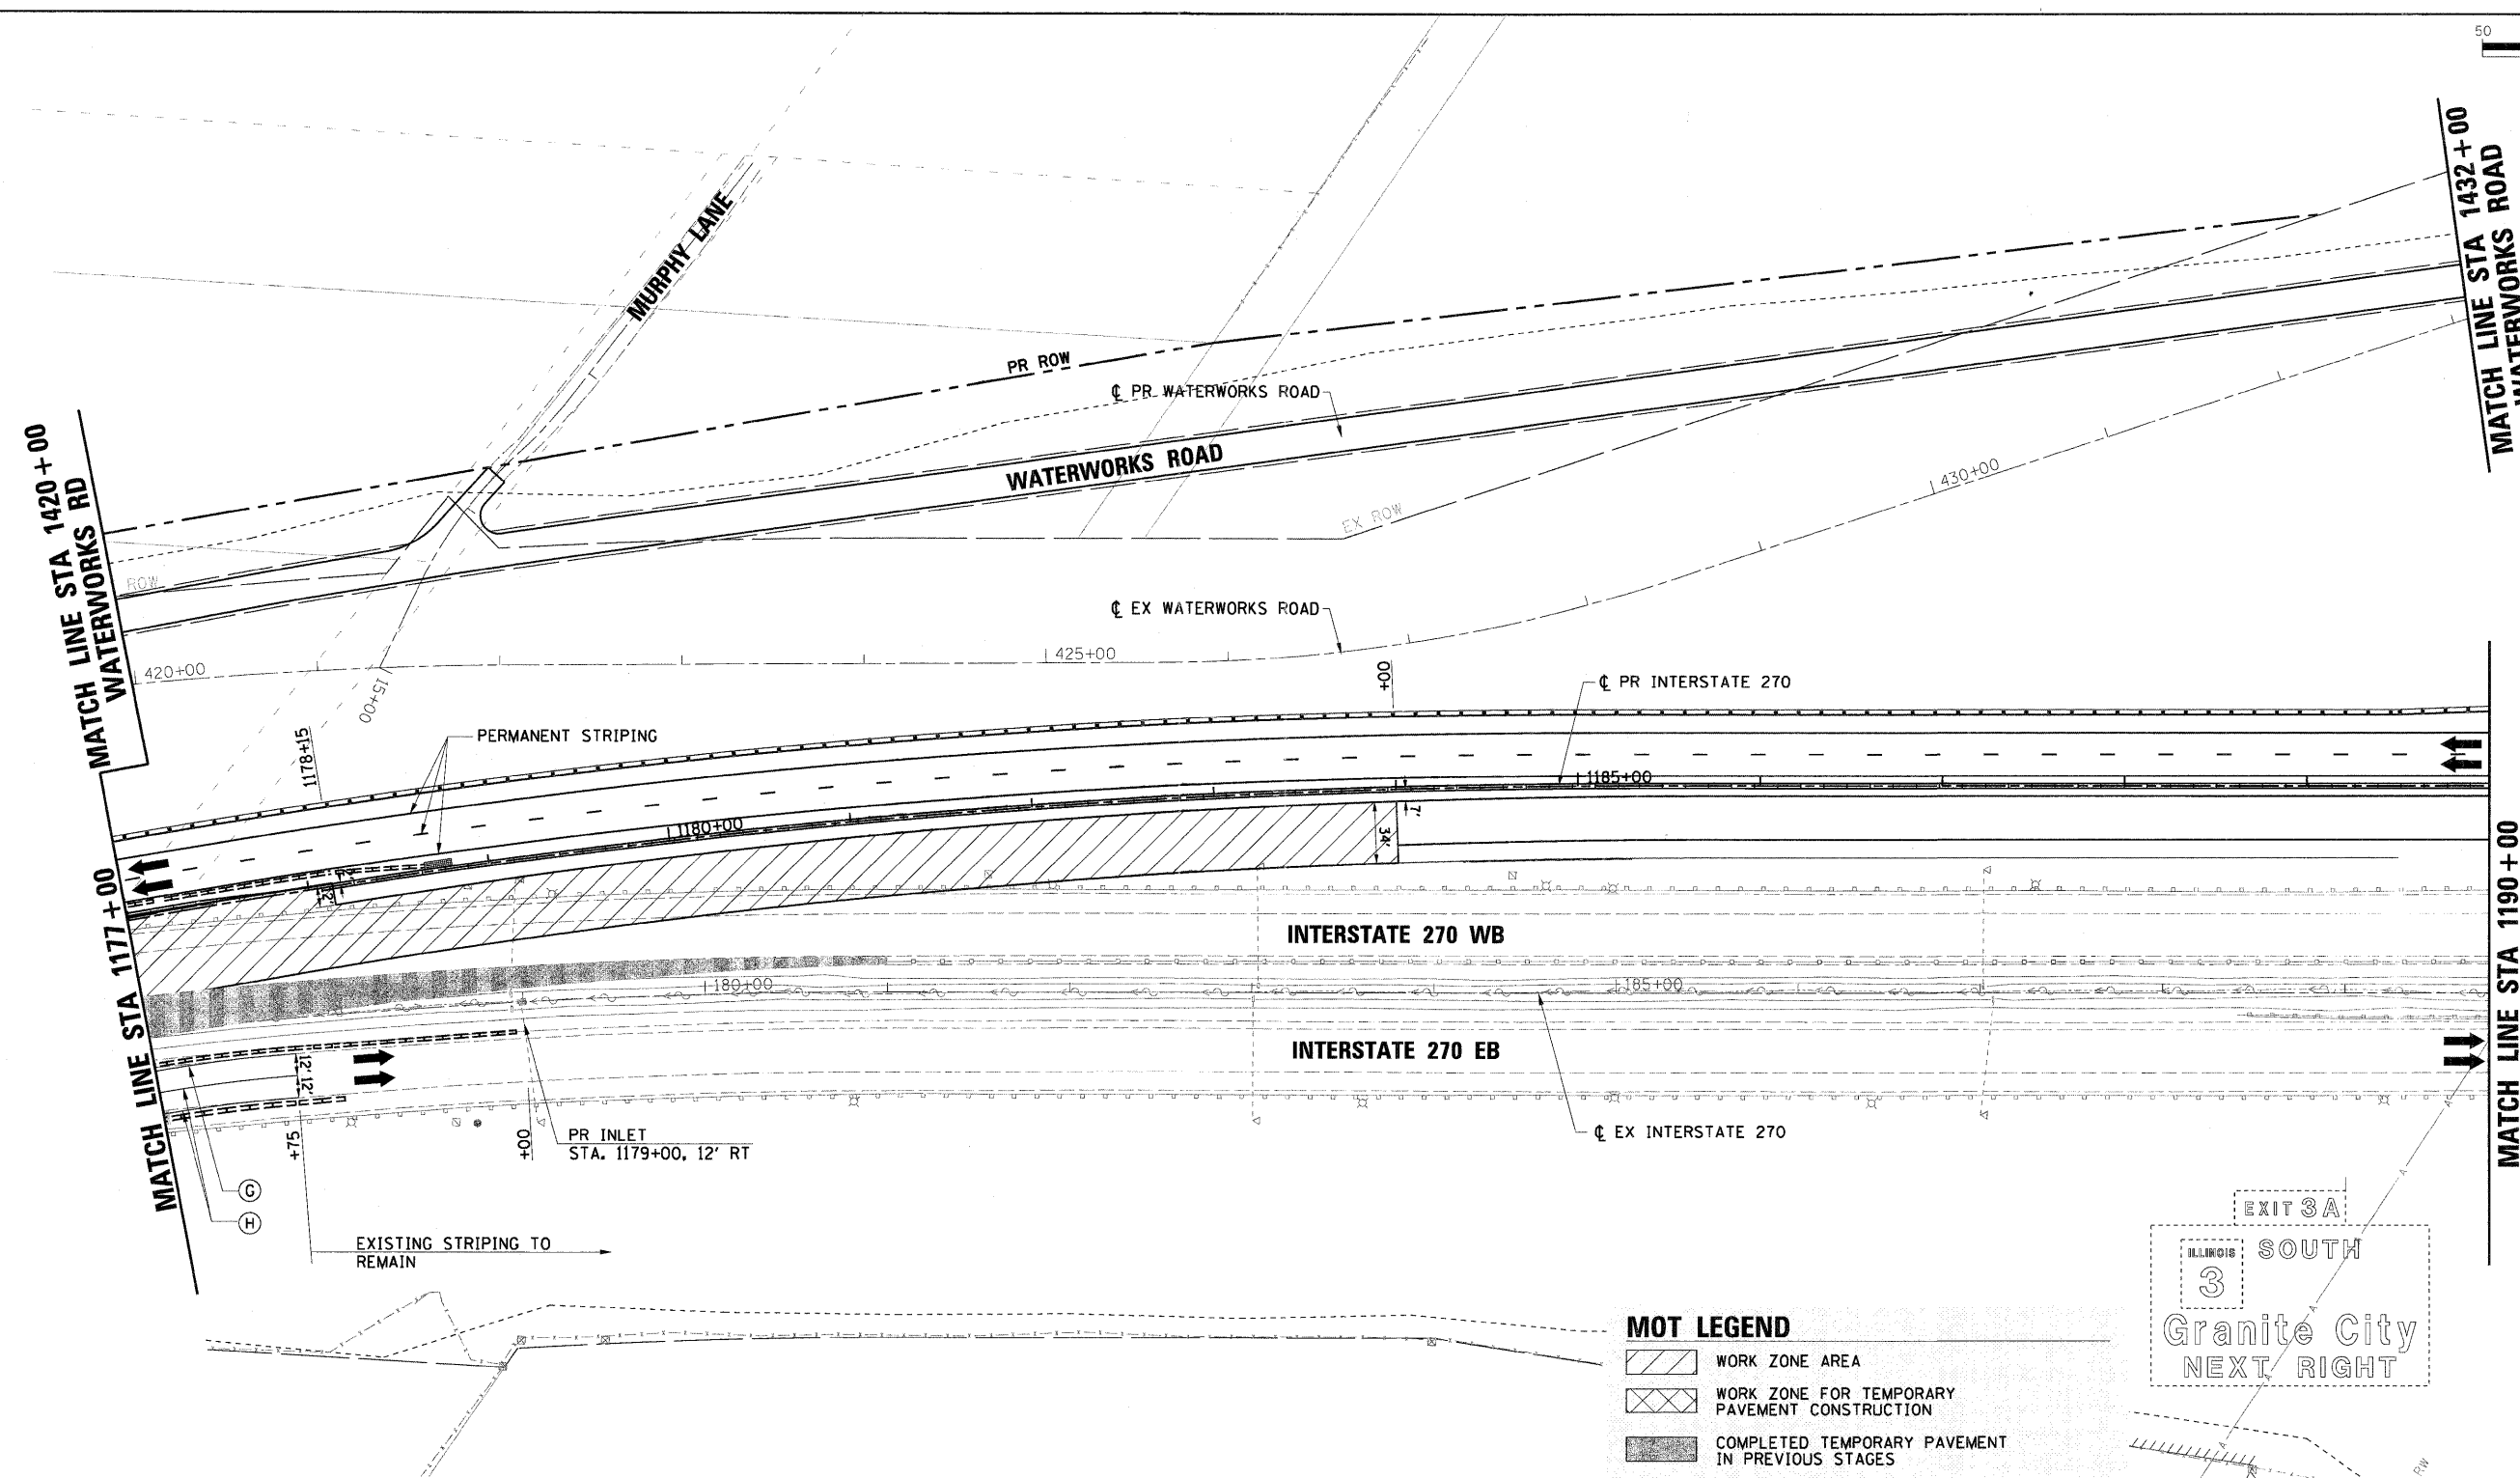 50
MATCH LINE STA 1432+00
WATERWORKS ROAD
MURPHY LANE
PR ROW
℄ PR WATERWORKS ROAD
WATERWORKS ROAD
EX ROW
430+00
MATCH LINE STA 1420+00
WATERWORKS RD
ROW
℄ EX WATERWORKS ROAD
420+00
425+00
15+00
+00
℄ PR INTERSTATE 270
PERMANENT STRIPING
1178+15
1185+00
1180+00
7'
34'
2'
12'
MATCH LINE STA 1177+00
INTERSTATE 270 WB
180+00
185+00
MATCH LINE STA 1190+00
INTERSTATE 270 EB
12' 12'
+75
+00
PR INLET
STA. 1179+00, 12' RT
℄ EX INTERSTATE 270
G
H
EXISTING STRIPING TO
REMAIN
EXIT 3A
ILLINOIS
3
SOUTH
Granite City
NEXT RIGHT
MOT LEGEND
WORK ZONE AREA
WORK ZONE FOR TEMPORARY
PAVEMENT CONSTRUCTION
COMPLETED TEMPORARY PAVEMENT
IN PREVIOUS STAGES
RW